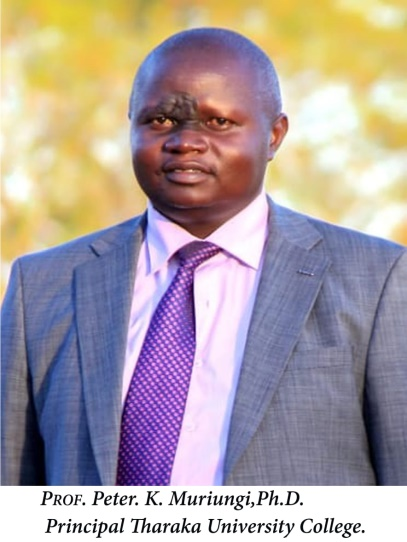 Prof. Peter. K. Muriungi,Ph.D.
Principal Tharaka University College.